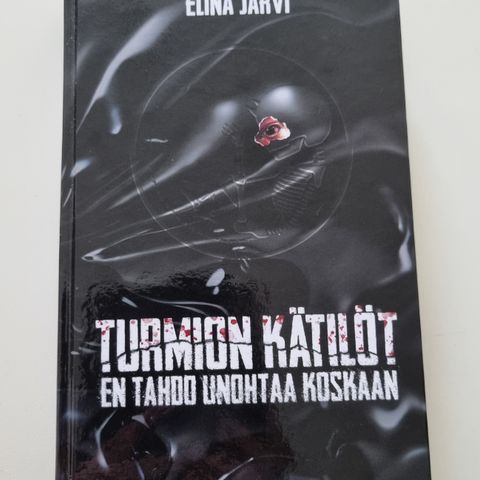 ELINA JÄRVI
TURMION KÄTILÖT
EN TAHDO UNOHTAA KOSKAAN